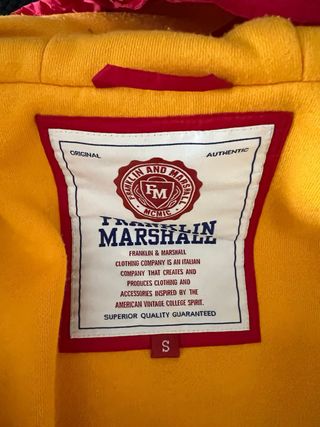 ORIGINAL AUTHENTIC
FRANKLIN AND MARSHALL
FM
MCMIC
FRANKLIN
MARSHALL
FRANKLIN & MARSHALL
CLOTHING COMPANY IS AN ITALIAN
COMPANY THAT CREATES AND
PRODUCES CLOTHING AND
ACCESSORIES INSPIRED BY THE
AMERICAN VINTAGE COLLEGE SPIRIT.
SUPERIOR QUALITY GUARANTEED
S